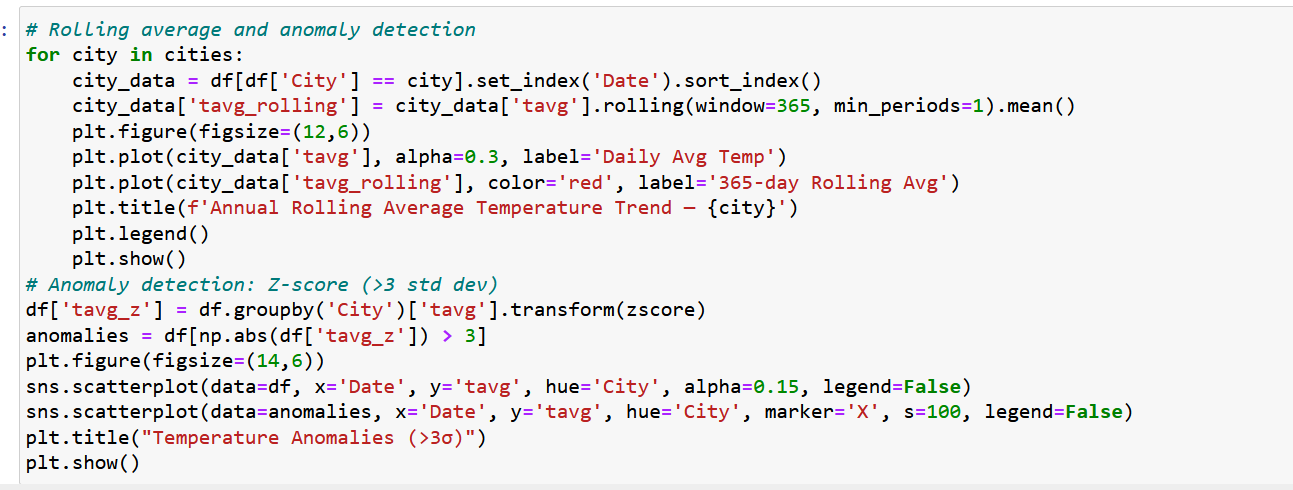 : # Rolling average and anomaly detection
for city in cities:
    city_data = df[df['City'] == city].set_index('Date').sort_index()
    city_data['tavg_rolling'] = city_data['tavg'].rolling(window=365, min_periods=1).mean()
    plt.figure(figsize=(12,6))
    plt.plot(city_data['tavg'], alpha=0.3, label='Daily Avg Temp')
    plt.plot(city_data['tavg_rolling'], color='red', label='365-day Rolling Avg')
    plt.title(f'Annual Rolling Average Temperature Trend – {city}')
    plt.legend()
    plt.show()
# Anomaly detection: Z-score (>3 std dev)
df['tavg_z'] = df.groupby('City')['tavg'].transform(zscore)
anomalies = df[np.abs(df['tavg_z']) > 3]
plt.figure(figsize=(14,6))
sns.scatterplot(data=df, x='Date', y='tavg', hue='City', alpha=0.15, legend=False)
sns.scatterplot(data=anomalies, x='Date', y='tavg', hue='City', marker='X', s=100, legend=False)
plt.title("Temperature Anomalies (>3σ)")
plt.show()